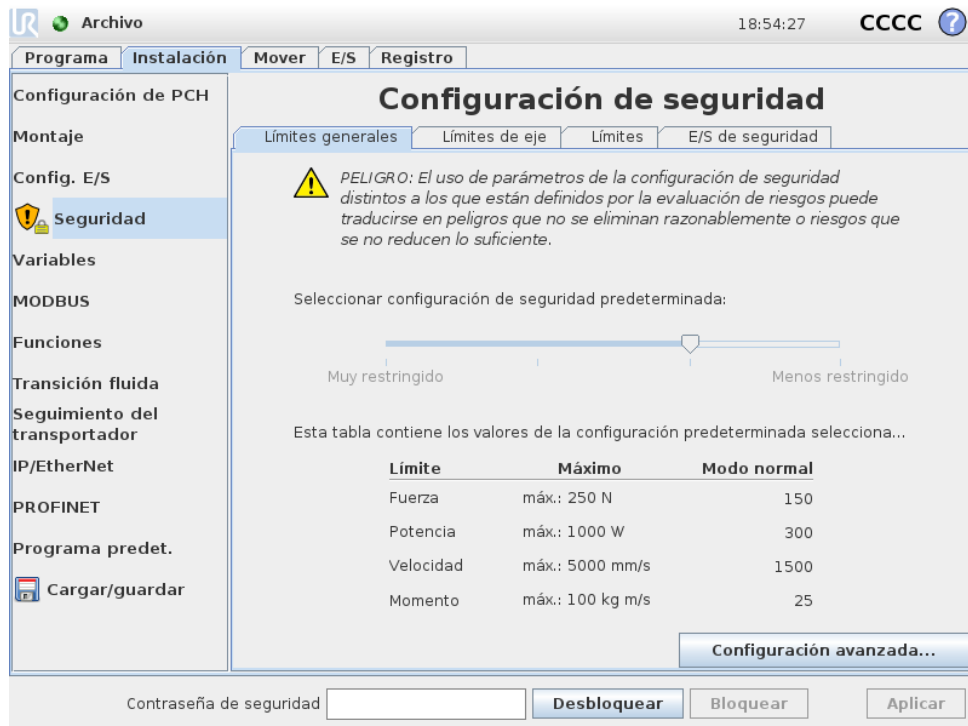 UR Archivo 18:54:27 CCCC ?
Programa Instalación Mover E/S Registro
Configuración de PCH
Montaje
Config. E/S
Seguridad
Variables
MODBUS
Funciones
Transición fluida
Seguimiento del
transportador
IP/EtherNet
PROFINET
Programa predet.
Cargar/guardar
Configuración de seguridad
Límites generales Límites de eje Límites E/S de seguridad
PELIGRO: El uso de parámetros de la configuración de seguridad
distintos a los que están definidos por la evaluación de riesgos puede
traducirse en peligros que no se eliminan razonablemente o riesgos que
se no reducen lo suficiente.
Seleccionar configuración de seguridad predeterminada:
Muy restringido Menos restringido
Esta tabla contiene los valores de la configuración predeterminada selecciona...
Límite Máximo Modo normal
Fuerza máx.: 250 N 150
Potencia máx.: 1000 W 300
Velocidad máx.: 5000 mm/s 1500
Momento máx.: 100 kg m/s 25
Configuración avanzada...
Contraseña de seguridad Desbloquear Bloquear Aplicar